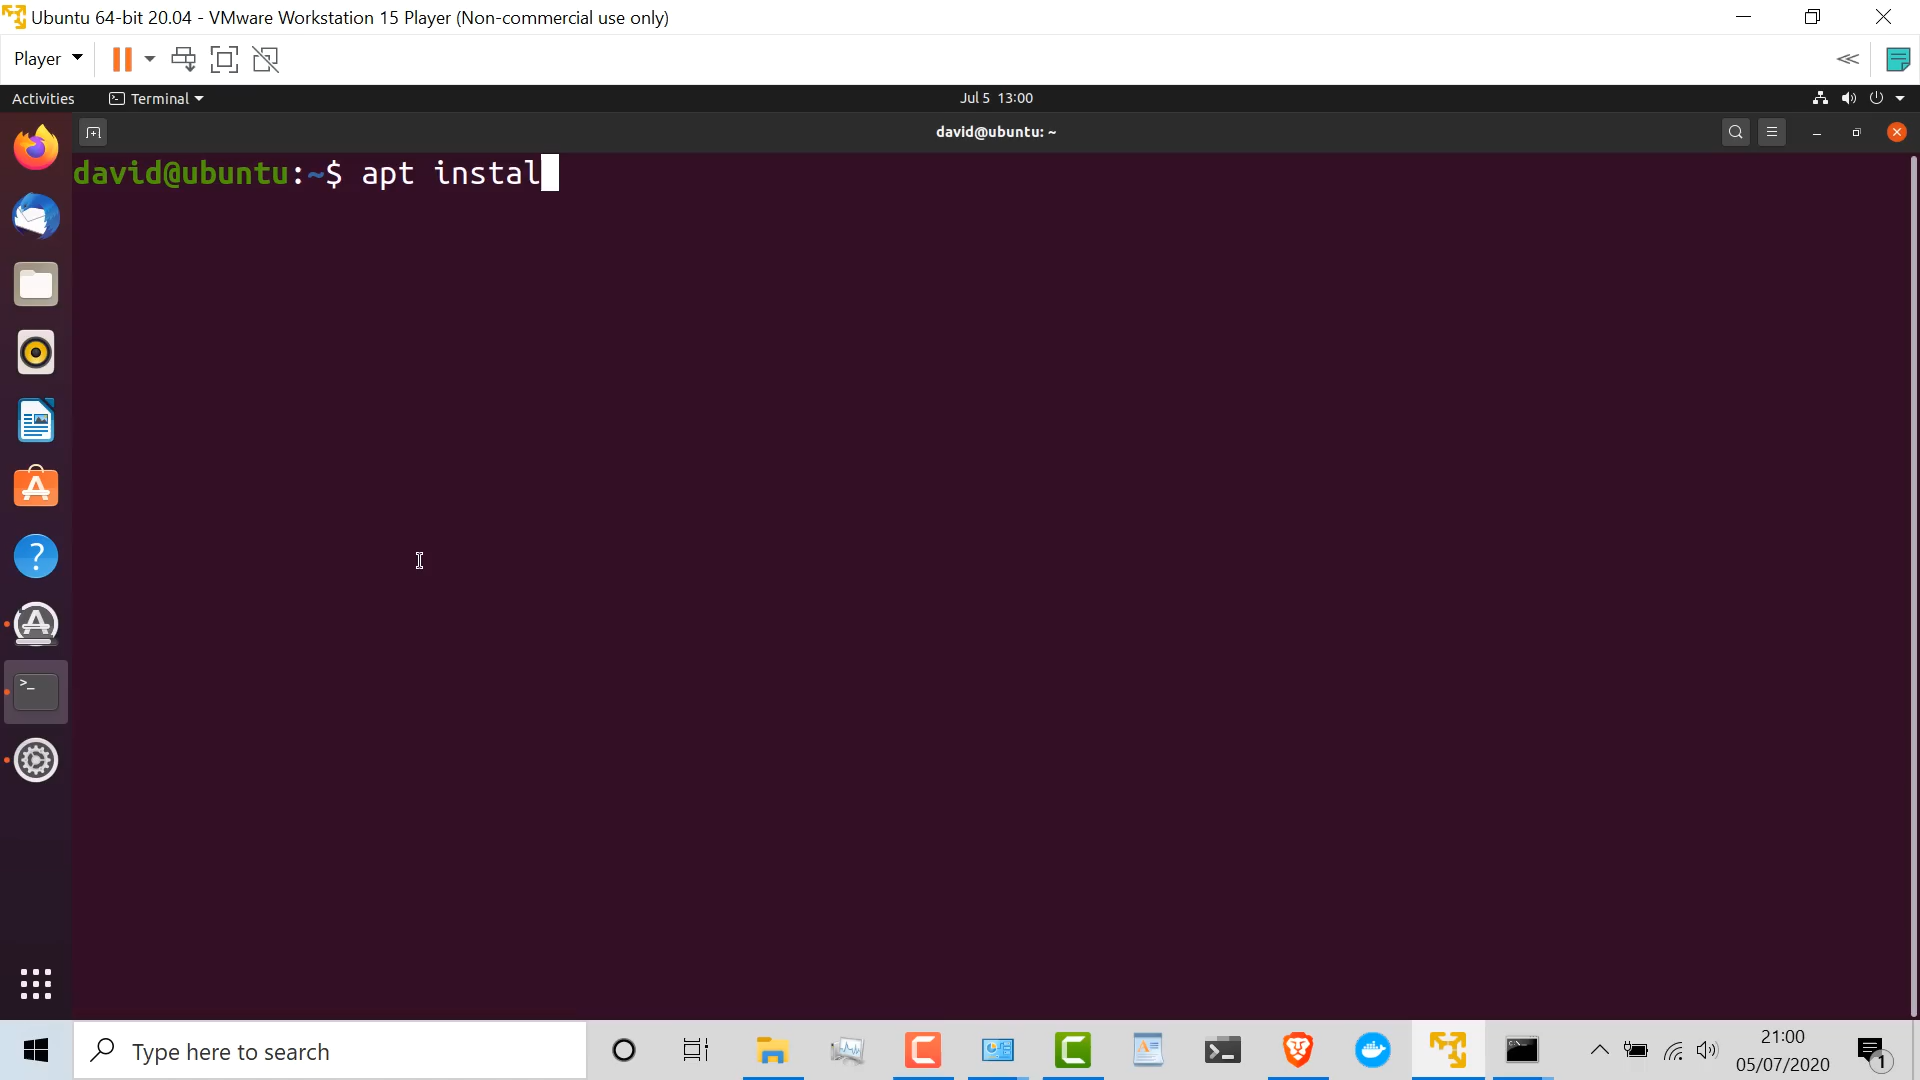 Ubuntu 64-bit 20.04 - VMware Workstation 15 Player (Non-commercial use only)
Player
Activities
Terminal
Jul 5 13:00
david@ubuntu: ~
david@ubuntu:~$ apt instal
Type here to search
21:00
05/07/2020
1